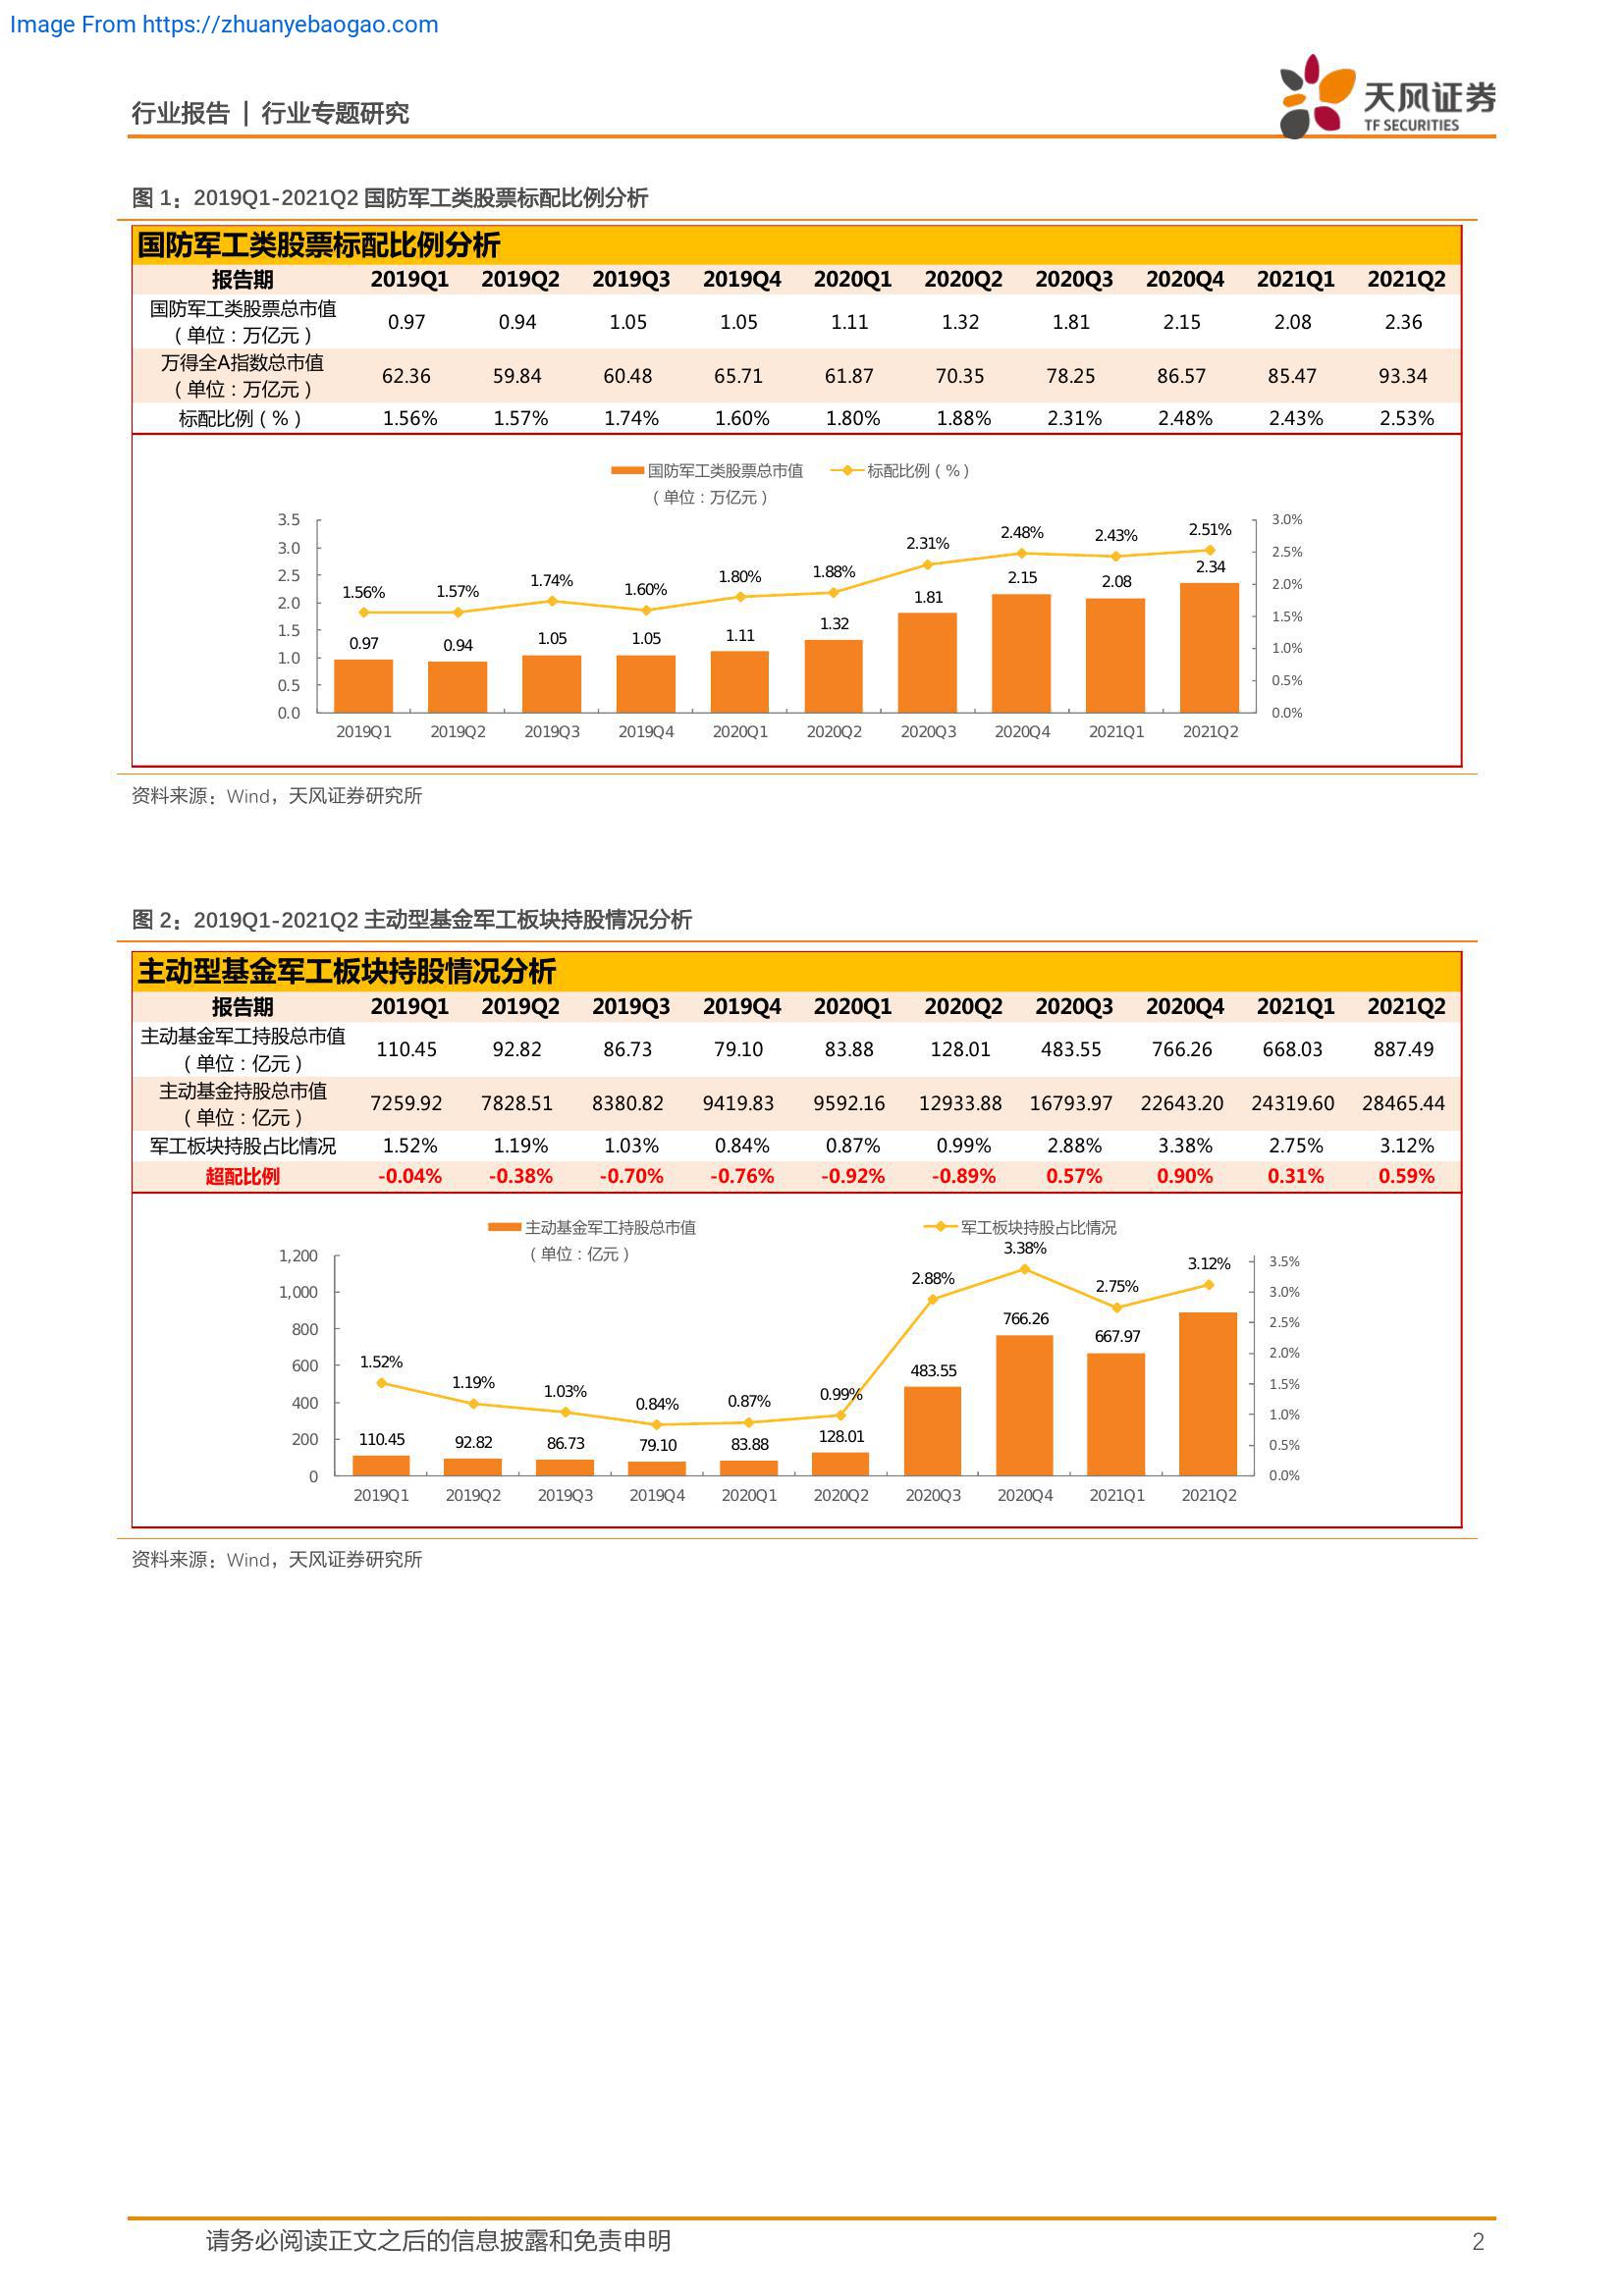 Image From https://zhuanyebaogao.com
行业报告 | 行业专题研究
天风证券
TF SECURITIES
图 1：2019Q1-2021Q2 国防军工类股票标配比例分析
国防军工类股票标配比例分析
报告期 2019Q1 2019Q2 2019Q3 2019Q4 2020Q1 2020Q2 2020Q3 2020Q4 2021Q1 2021Q2
国防军工类股票总市值
（单位：万亿元） 0.97 0.94 1.05 1.05 1.11 1.32 1.81 2.15 2.08 2.36
万得全A指数总市值
（单位：万亿元） 62.36 59.84 60.48 65.71 61.87 70.35 78.25 86.57 85.47 93.34
标配比例（%） 1.56% 1.57% 1.74% 1.60% 1.80% 1.88% 2.31% 2.48% 2.43% 2.53%
国防军工类股票总市值 标配比例（%）
（单位：万亿元）
3.5 3.0 2.5 2.0 1.5 1.0 0.5 0.0
1.56% 1.57% 1.74% 1.60% 1.80% 1.88% 2.31% 2.48% 2.43% 2.51%
0.97 0.94 1.05 1.05 1.11 1.32 1.81 2.15 2.08 2.34
3.0% 2.5% 2.0% 1.5% 1.0% 0.5% 0.0%
2019Q1 2019Q2 2019Q3 2019Q4 2020Q1 2020Q2 2020Q3 2020Q4 2021Q1 2021Q2
资料来源：Wind，天风证券研究所
图 2：2019Q1-2021Q2 主动型基金军工板块持股情况分析
主动型基金军工板块持股情况分析
报告期 2019Q1 2019Q2 2019Q3 2019Q4 2020Q1 2020Q2 2020Q3 2020Q4 2021Q1 2021Q2
主动基金军工持股总市值
（单位：亿元） 110.45 92.82 86.73 79.10 83.88 128.01 483.55 766.26 668.03 887.49
主动基金持股总市值
（单位：亿元） 7259.92 7828.51 8380.82 9419.83 9592.16 12933.88 16793.97 22643.20 24319.60 28465.44
军工板块持股占比情况 1.52% 1.19% 1.03% 0.84% 0.87% 0.99% 2.88% 3.38% 2.75% 3.12%
超配比例 -0.04% -0.38% -0.70% -0.76% -0.92% -0.89% 0.57% 0.90% 0.31% 0.59%
主动基金军工持股总市值 军工板块持股占比情况
（单位：亿元）
1,200 1,000 800 600 400 200 0
1.52% 1.19% 1.03% 0.84% 0.87% 0.99% 2.88% 3.38% 2.75% 3.12%
110.45 92.82 86.73 79.10 83.88 128.01 483.55 766.26 667.97
3.5% 3.0% 2.5% 2.0% 1.5% 1.0% 0.5% 0.0%
2019Q1 2019Q2 2019Q3 2019Q4 2020Q1 2020Q2 2020Q3 2020Q4 2021Q1 2021Q2
资料来源：Wind，天风证券研究所
请务必阅读正文之后的信息披露和免责申明 2